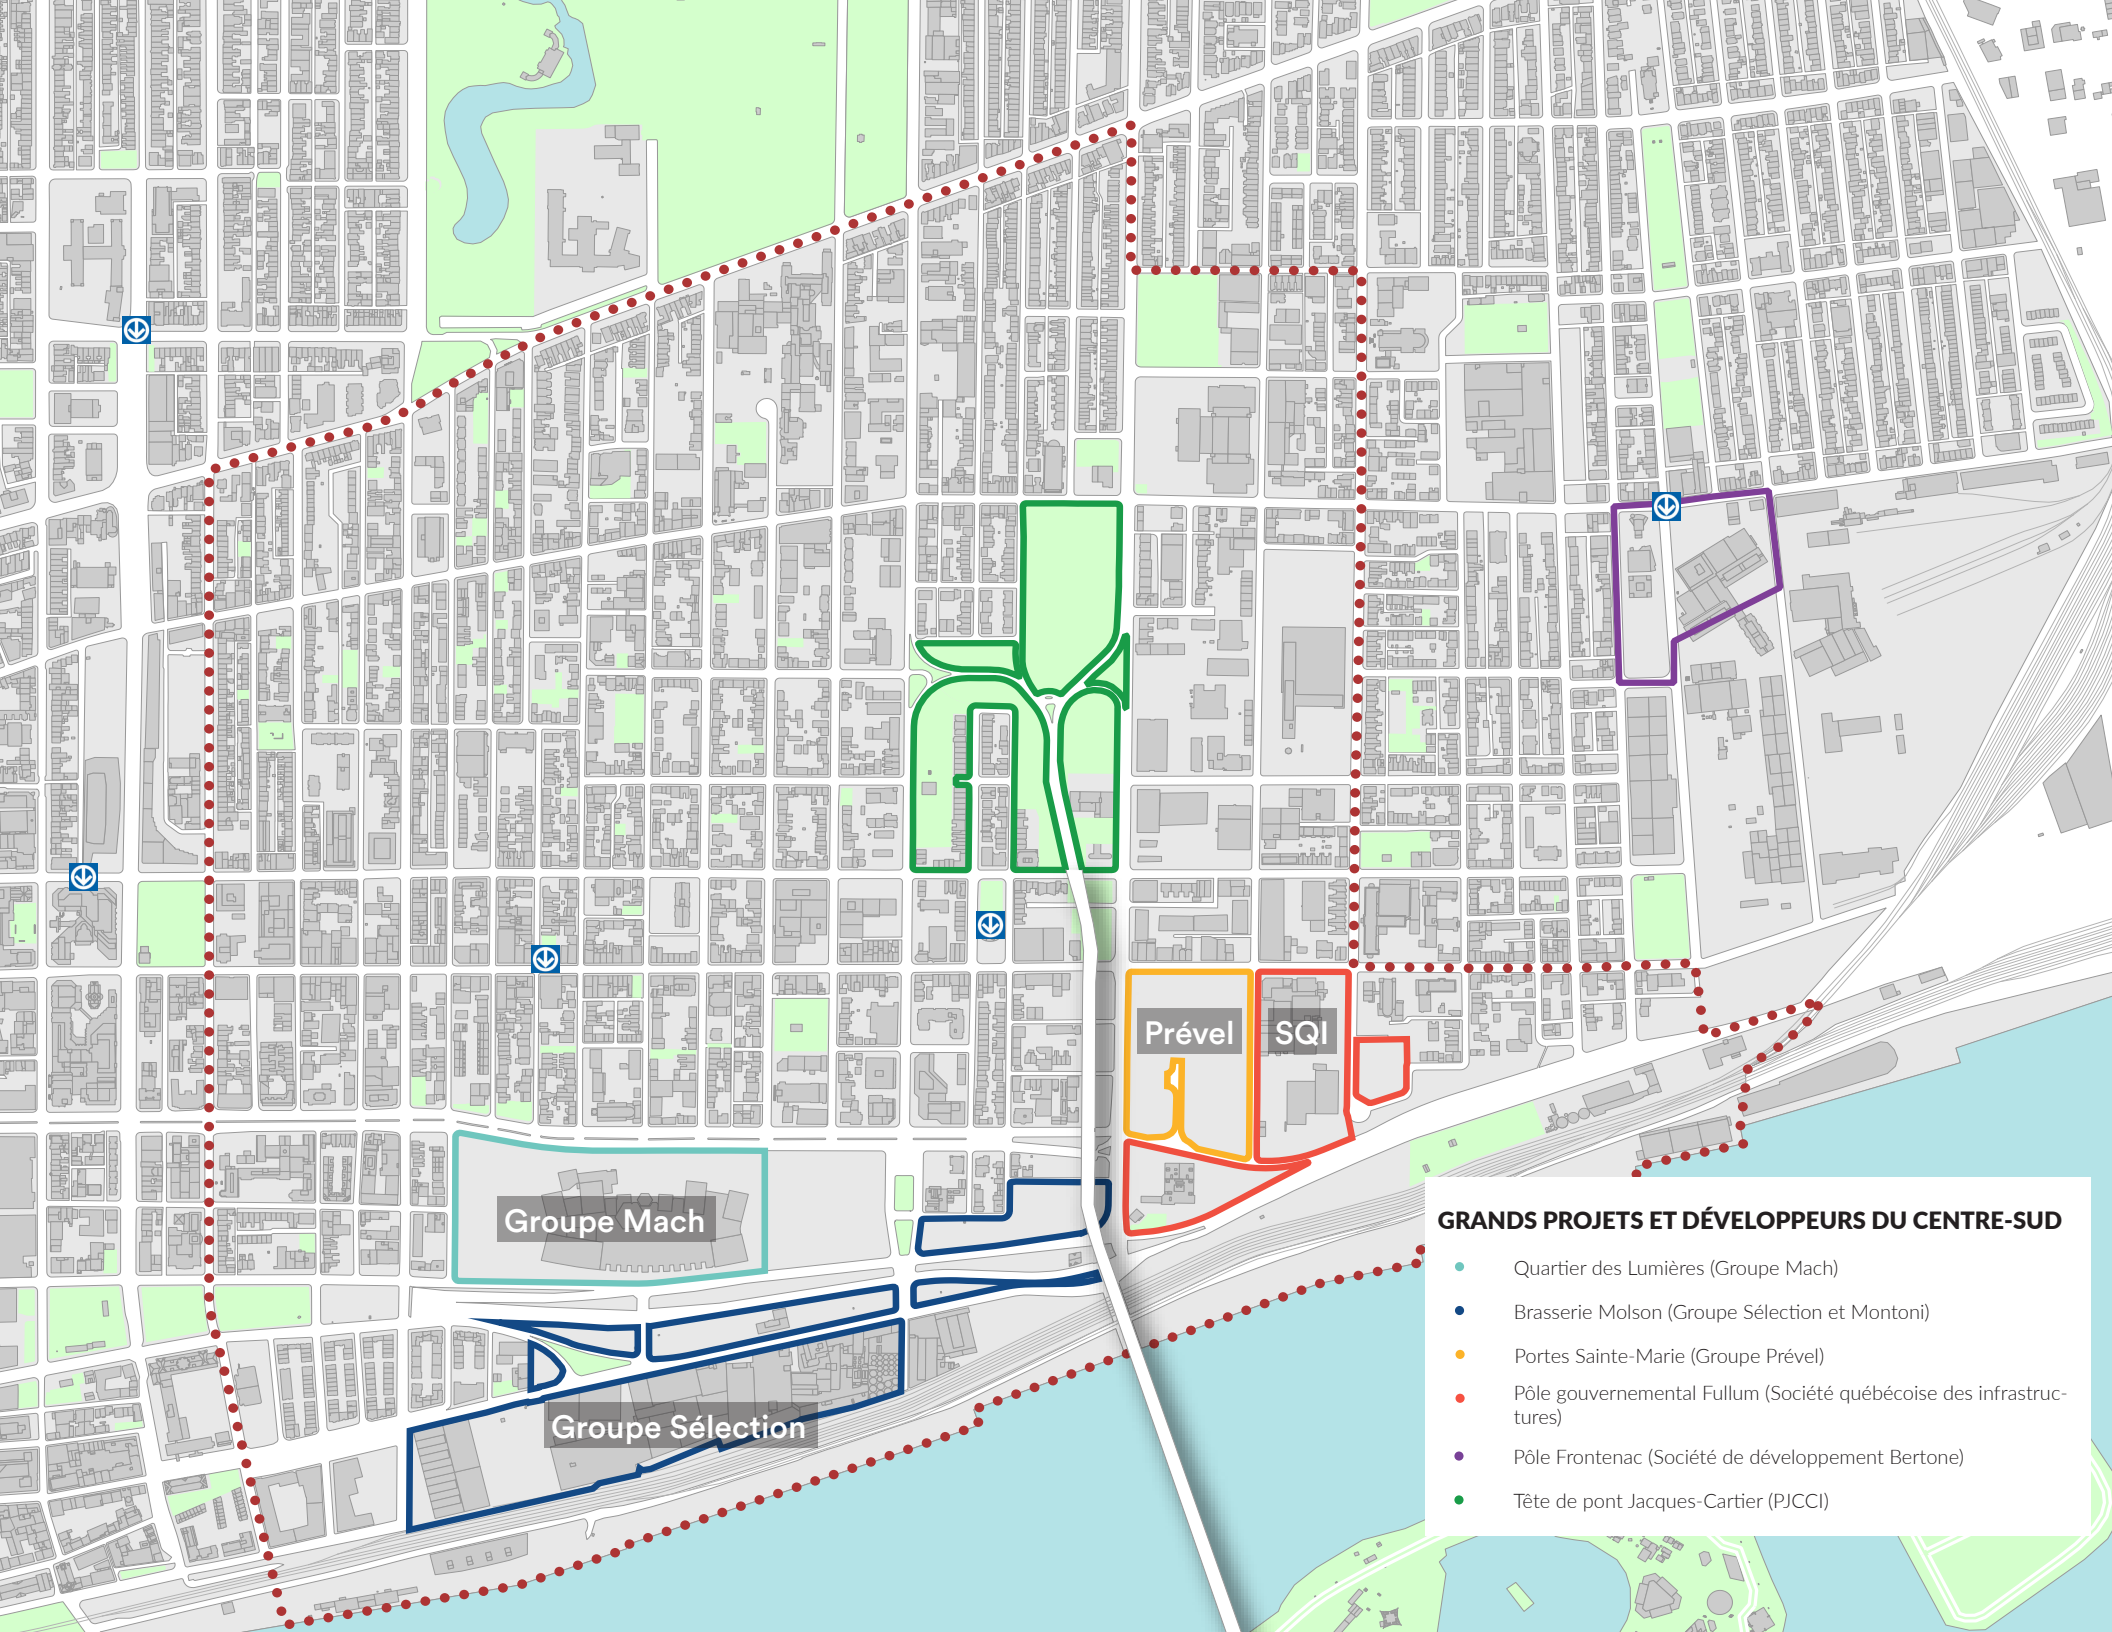 Prével
SQI
Groupe Mach
Groupe Sélection
GRANDS PROJETS ET DÉVELOPPEURS DU CENTRE-SUD
Quartier des Lumières (Groupe Mach)
Brasserie Molson (Groupe Sélection et Montoni)
Portes Sainte-Marie (Groupe Prével)
Pôle gouvernemental Fullum (Société québécoise des infrastruc-
tures)
Pôle Frontenac (Société de développement Bertone)
Tête de pont Jacques-Cartier (PJCCI)